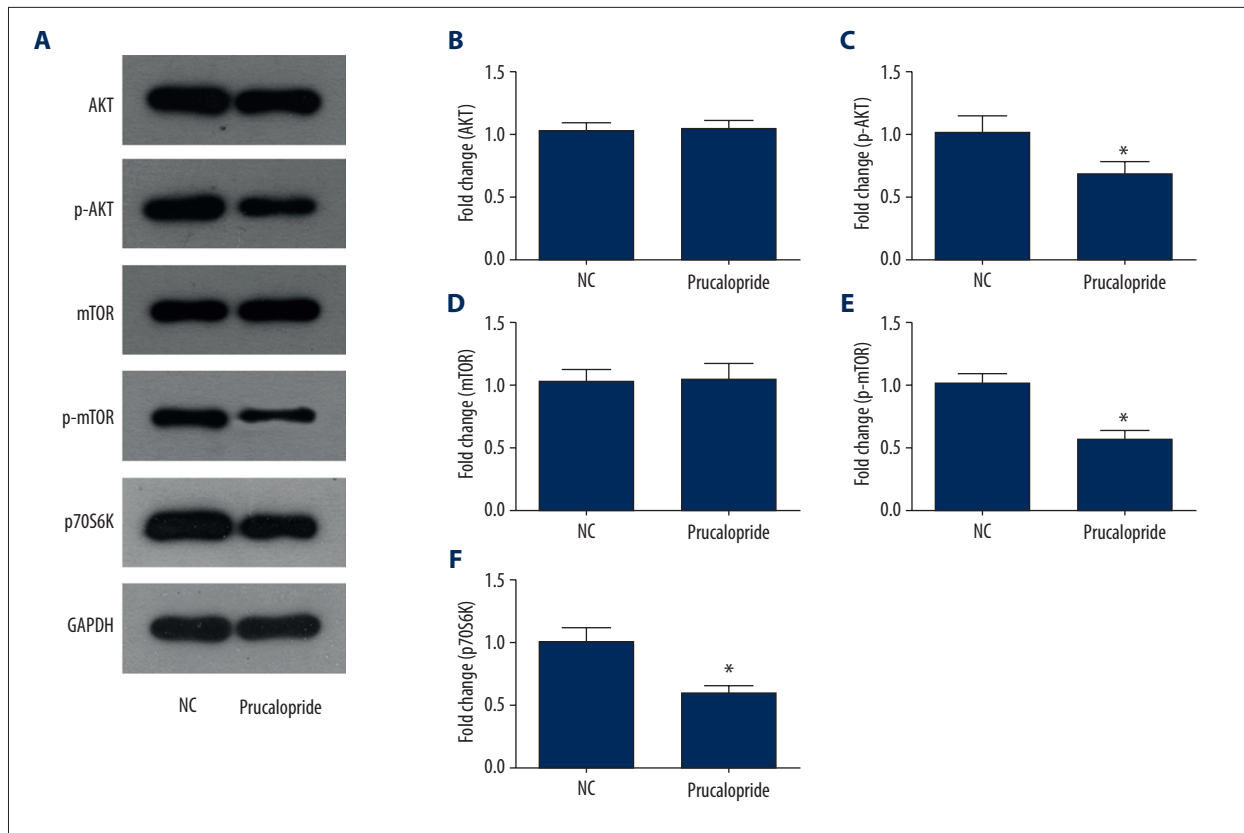 A
AKT
p-AKT
mTOR
p-mTOR
p70S6K
GAPDH
NC Prucalopride
B
Fold change (AKT)
1.5
1.0
0.5
0.0
NC Prucalopride
C
Fold change (p-AKT)
1.5
1.0
*
0.5
0.0
NC Prucalopride
D
Fold change (mTOR)
1.5
1.0
0.5
0.0
NC Prucalopride
E
Fold change (p-mTOR)
1.5
1.0
*
0.5
0.0
NC Prucalopride
F
Fold change (p70S6K)
1.5
1.0
*
0.5
0.0
NC Prucalopride